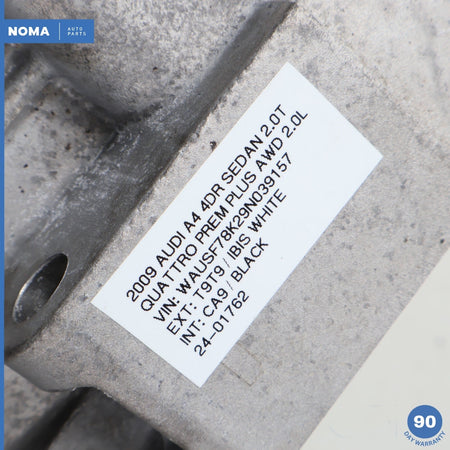 NOMA AUTO
PARTS
2009 AUDI A4 4DR SEDAN 2.0T
QUATTRO PREM PLUS AWD 2.0L
VIN: WAUSF78K29N039157
EXT: T9T9 / IBIS WHITE
INT: CA9 / BLACK
24-01762
90
DAY WARRANTY